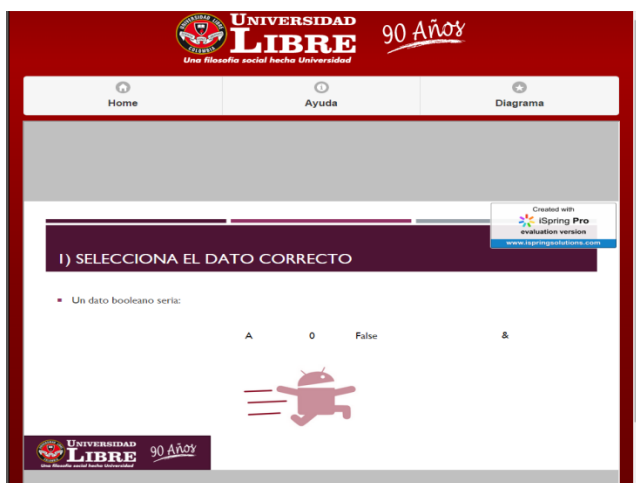 UNIVERSIDAD
LIBRE
Una filosofía social hecha Universidad
90 Años
Home
Ayuda
Diagrama
Created with
iSpring Pro
evaluation version
www.ispringsolutions.com
1) SELECCIONA EL DATO CORRECTO
Un dato booleano seria:
A 0 False &
UNIVERSIDAD
LIBRE
Una filosofía social hecha Universidad
90 Años